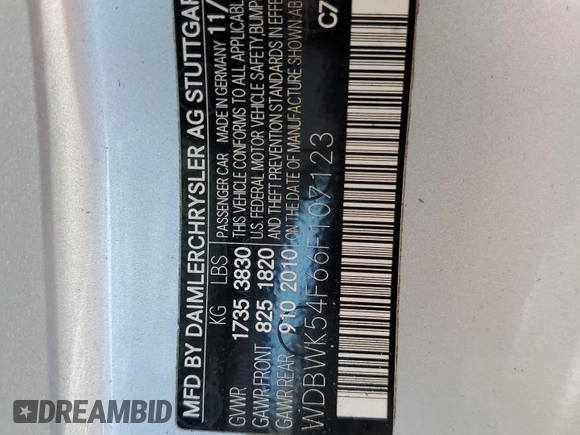 MFD BY DAIMLERCHRYSLER AG STUTTGAR
KG LBS PASSENGER CAR MADE IN GERMANY 11/
GVWR 1735 3830 THIS VEHICLE CONFORMS TO ALL APPLICABL
GAWR FRONT 825 1820 U.S. FEDERAL MOTOR VEHICLE SAFETY, BUMP
GAWR REAR 910 2010 AND THEFT PREVENTION STANDARDS IN EFFE
ON THE DATE OF MANUFACTURE SHOWN AB
WDBWK54F66F107123
C7
DREAMBID